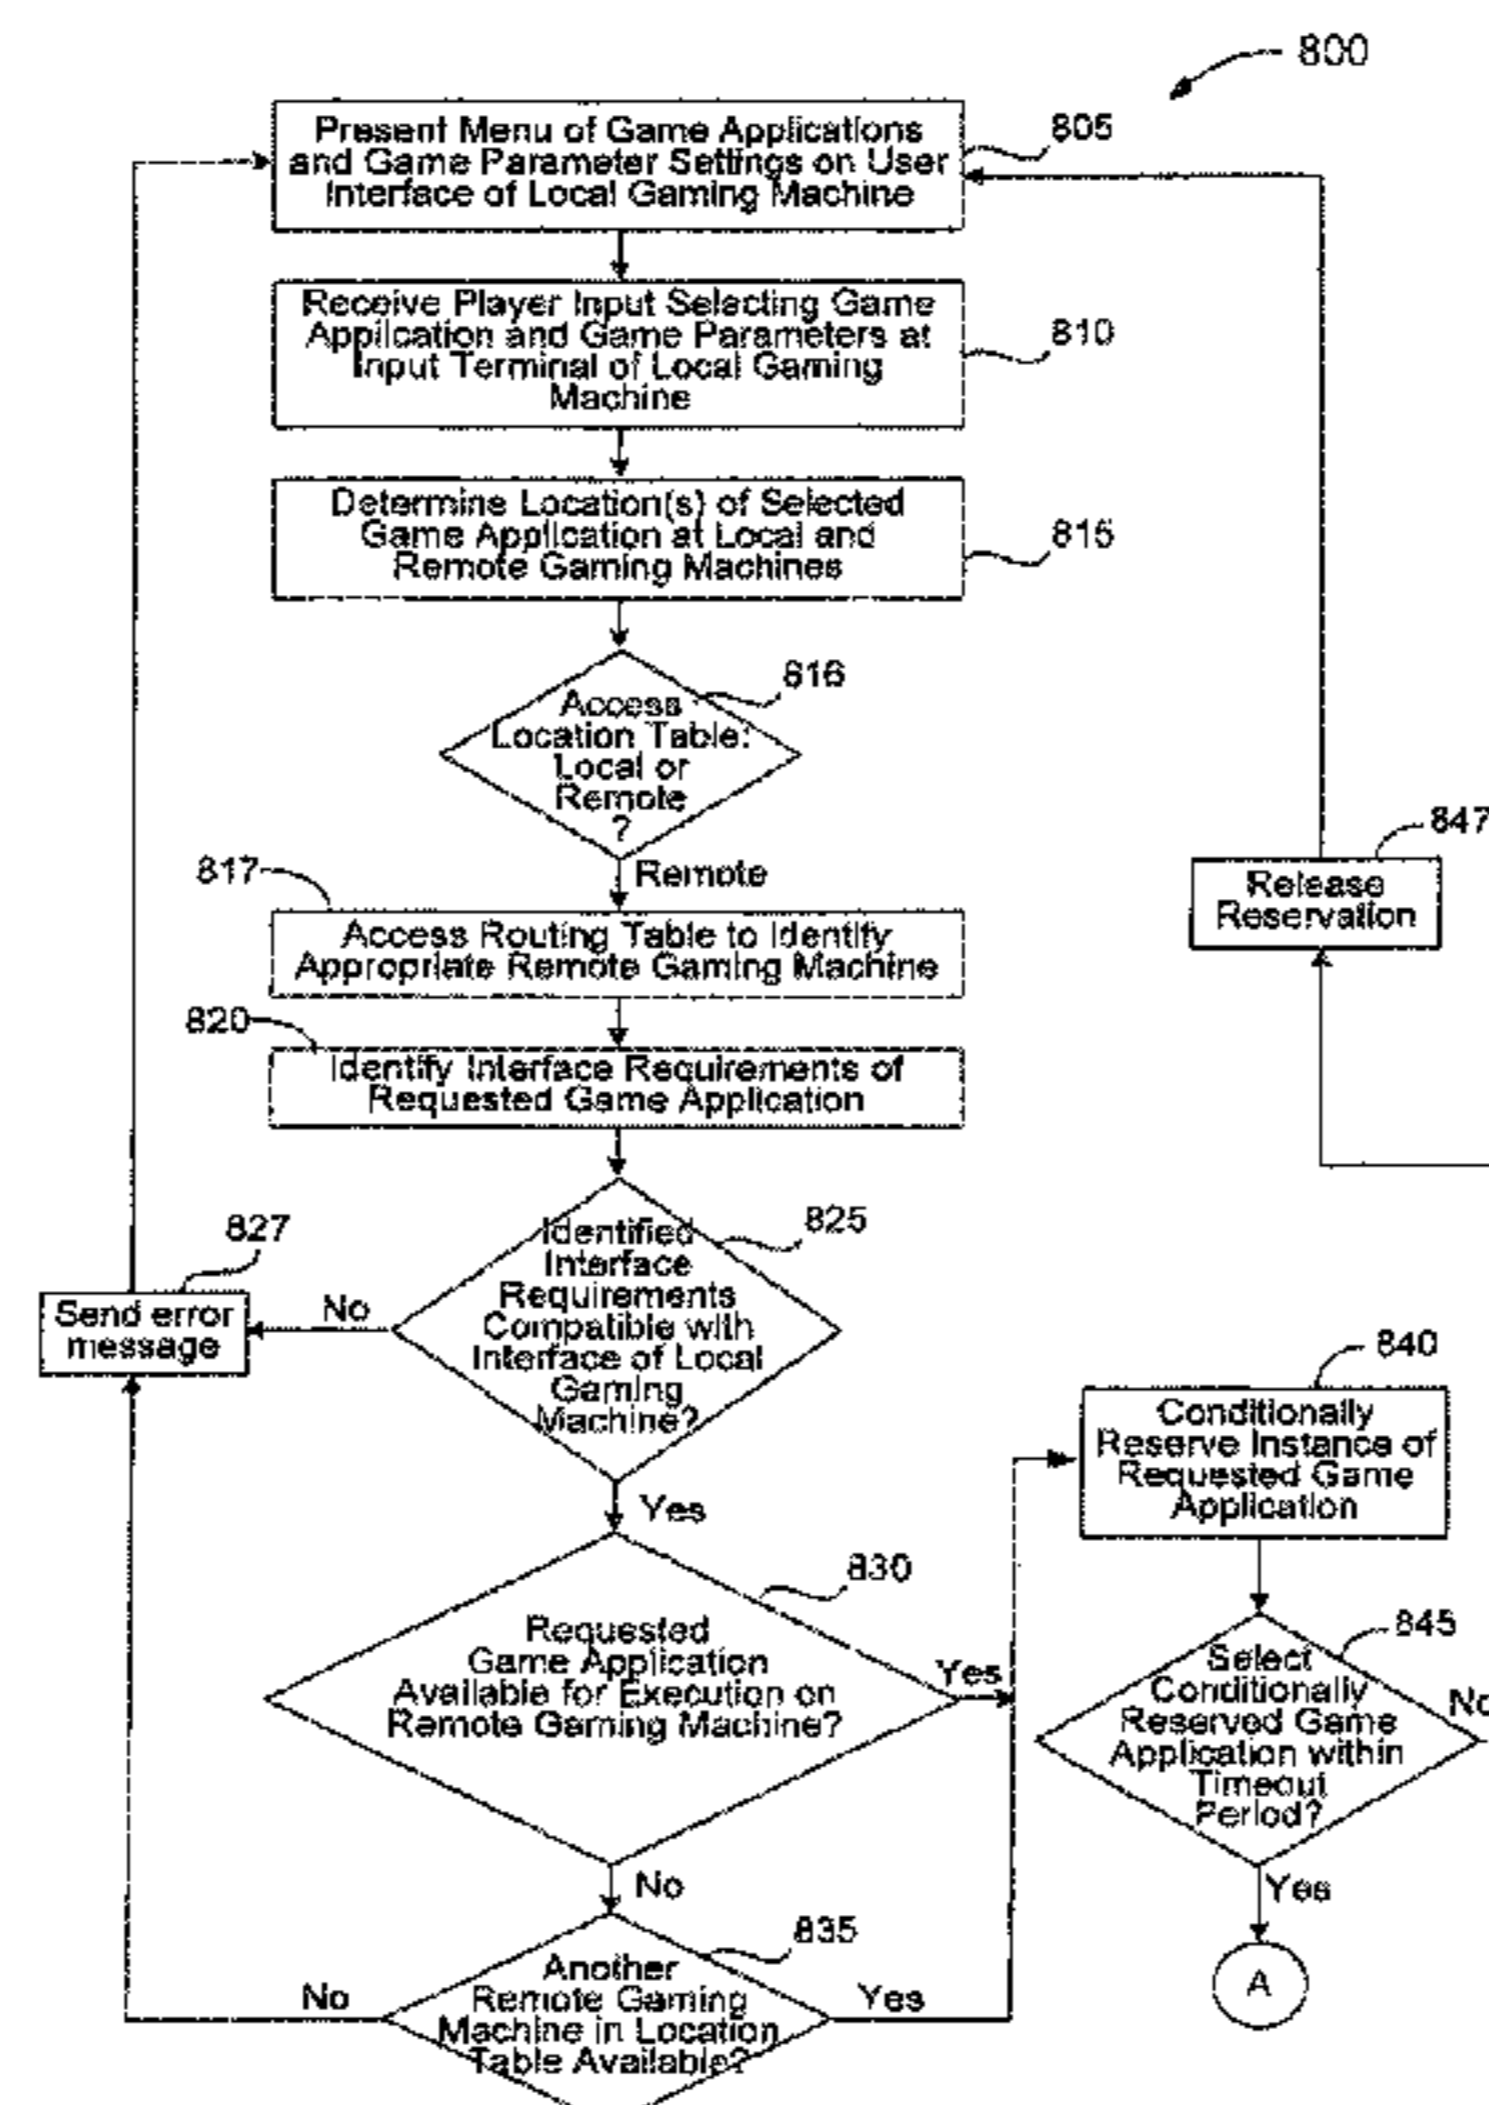 800
Present Menu of Game Applications
and Game Parameter Settings on User
Interface of Local Gaming Machine
805
Receive Player Input Selecting Game
Application and Game Parameters at
Input Terminal of Local Gaming
Machine
810
Determine Location(s) of Selected
Game Application at Local and
Remote Gaming Machines
815
Access
Location Table:
Local or
Remote
?
816
Remote
817
Access Routing Table to Identify
Appropriate Remote Gaming Machine
847
Release
Reservation
820
Identify Interface Requirements of
Requested Game Application
Identified
Interface
Requirements
Compatible with
Interface of Local
Gaming
Machine?
825
827
Send error
message
No
Yes
Requested
Game Application
Available for Execution on
Remote Gaming Machine?
830
Yes
No
Another
Remote Gaming
Machine in Location
Table Available?
835
No
Yes
840
Conditionally
Reserve Instance of
Requested Game
Application
Select
Conditionally
Reserved Game
Application within
Timeout
Period?
845
No
Yes
A